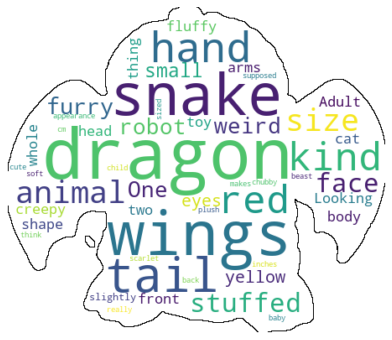 fluffy
hand
thing
small arms
snake
furry robot toy weird Adult
size
whole head cat
appearance sized supposed
dragon kind
cute cm
soft animal One child eyes red Looking
face
creepy two makes chubby beast body
shape plush
think wings
tail yellow
scarlet inches
slightly front back stuffed
really baby